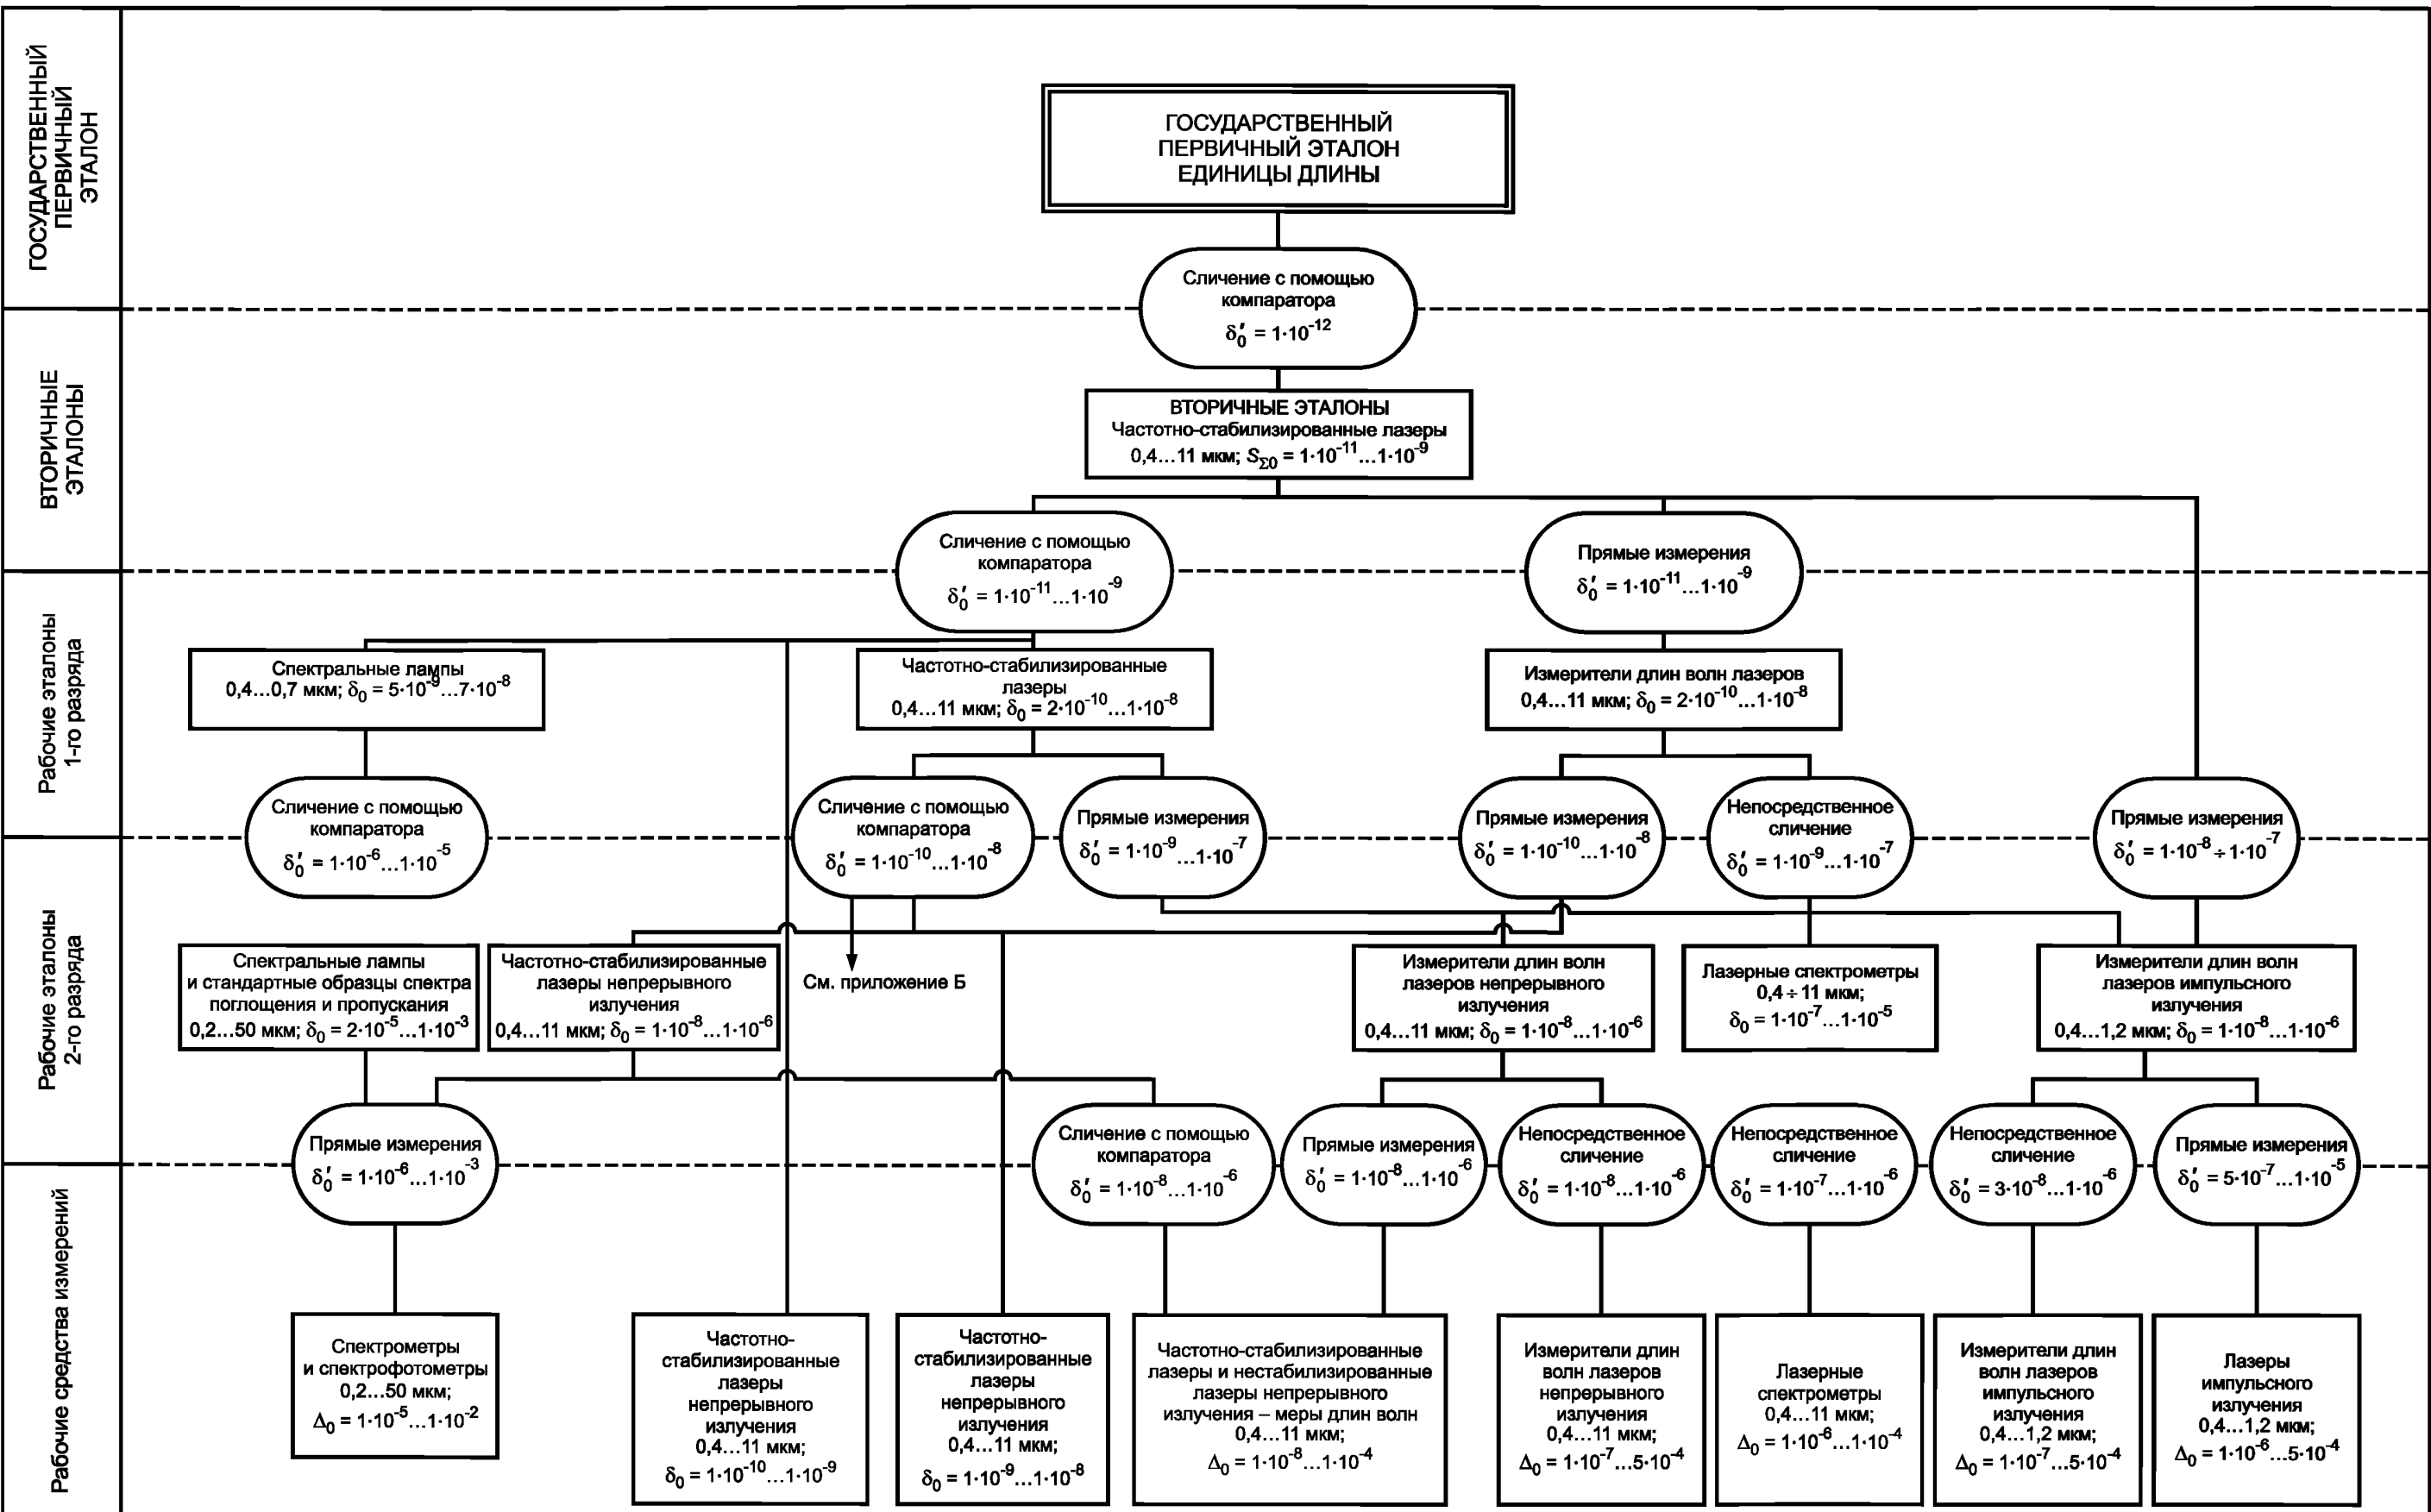 ГОСУДАРСТВЕННЫЙ
ПЕРВИЧНЫЙ
ЭТАЛОН
ГОСУДАРСТВЕННЫЙ
ПЕРВИЧНЫЙ ЭТАЛОН
ЕДИНИЦЫ ДЛИНЫ
Сличение с помощью
компаратора
δ₀′ = 1·10⁻¹²
ВТОРИЧНЫЕ
ЭТАЛОНЫ
ВТОРИЧНЫЕ ЭТАЛОНЫ
Частотно-стабилизированные лазеры
0,4...11 мкм; S_Σ0 = 1·10⁻¹¹...1·10⁻⁹
Сличение с помощью
компаратора
δ₀′ = 1·10⁻¹¹...1·10⁻⁹
Прямые измерения
δ₀′ = 1·10⁻¹¹...1·10⁻⁹
Рабочие эталоны
1-го разряда
Спектральные лампы
0,4...0,7 мкм; δ₀ = 5·10⁻⁹...7·10⁻⁸
Частотно-стабилизированные
лазеры
0,4...11 мкм; δ₀ = 2·10⁻¹⁰...1·10⁻⁸
Измерители длин волн лазеров
0,4...11 мкм; δ₀ = 2·10⁻¹⁰...1·10⁻⁸
Сличение с помощью
компаратора
δ₀′ = 1·10⁻⁶...1·10⁻⁵
Сличение с помощью
компаратора
δ₀′ = 1·10⁻¹⁰...1·10⁻⁸
Прямые измерения
δ₀′ = 1·10⁻⁹...1·10⁻⁷
Прямые измерения
δ₀′ = 1·10⁻¹⁰...1·10⁻⁸
Непосредственное
сличение
δ₀′ = 1·10⁻⁹...1·10⁻⁷
Прямые измерения
δ₀′ = 1·10⁻⁸ ÷ 1·10⁻⁷
Рабочие эталоны
2-го разряда
Спектральные лампы
и стандартные образцы спектра
поглощения и пропускания
0,2...50 мкм; δ₀ = 2·10⁻⁵...1·10⁻³
Частотно-стабилизированные
лазеры непрерывного
излучения
0,4...11 мкм; δ₀ = 1·10⁻⁸...1·10⁻⁶
См. приложение Б
Измерители длин волн
лазеров непрерывного
излучения
0,4...11 мкм; δ₀ = 1·10⁻⁸...1·10⁻⁶
Лазерные спектрометры
0,4 ÷ 11 мкм;
δ₀ = 1·10⁻⁷...1·10⁻⁵
Измерители длин волн
лазеров импульсного
излучения
0,4...1,2 мкм; δ₀ = 1·10⁻⁸...1·10⁻⁶
Прямые измерения
δ₀′ = 1·10⁻⁶...1·10⁻³
Сличение с помощью
компаратора
δ₀′ = 1·10⁻⁸...1·10⁻⁶
Прямые измерения
δ₀′ = 1·10⁻⁸...1·10⁻⁶
Непосредственное
сличение
δ₀′ = 1·10⁻⁸...1·10⁻⁶
Непосредственное
сличение
δ₀′ = 1·10⁻⁷...1·10⁻⁶
Непосредственное
сличение
δ₀′ = 3·10⁻⁸...1·10⁻⁶
Прямые измерения
δ₀′ = 5·10⁻⁷...1·10⁻⁵
Рабочие средства измерений
Спектрометры
и спектрофотометры
0,2...50 мкм;
Δ₀ = 1·10⁻⁵...1·10⁻²
Частотно-
стабилизированные
лазеры
непрерывного
излучения
0,4...11 мкм;
δ₀ = 1·10⁻¹⁰...1·10⁻⁹
Частотно-
стабилизированные
лазеры
непрерывного
излучения
0,4...11 мкм;
δ₀ = 1·10⁻⁹...1·10⁻⁸
Частотно-стабилизированные
лазеры и нестабилизированные
лазеры непрерывного
излучения – меры длин волн
0,4...11 мкм;
Δ₀ = 1·10⁻⁸...1·10⁻⁴
Измерители длин
волн лазеров
непрерывного
излучения
0,4...11 мкм;
Δ₀ = 1·10⁻⁷...5·10⁻⁴
Лазерные
спектрометры
0,4...11 мкм;
Δ₀ = 1·10⁻⁶...1·10⁻⁴
Измерители длин
волн лазеров
импульсного
излучения
0,4...1,2 мкм;
Δ₀ = 1·10⁻⁷...5·10⁻⁴
Лазеры
импульсного
излучения
0,4...1,2 мкм;
Δ₀ = 1·10⁻⁶...5·10⁻⁴